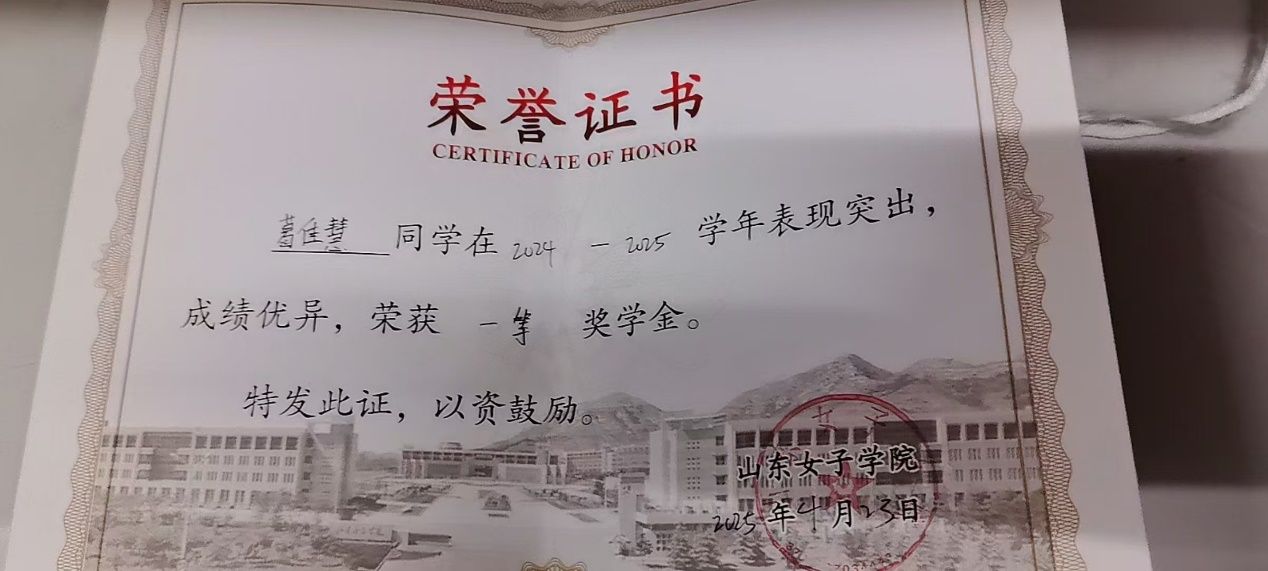 荣誉证书
CERTIFICATE OF HONOR
葛佳慧 同学在 2024 - 2025 学年表现突出，
成绩优异，荣获 一等 奖学金。
特发此证，以资鼓励。
山东女子学院
2025年4月23日